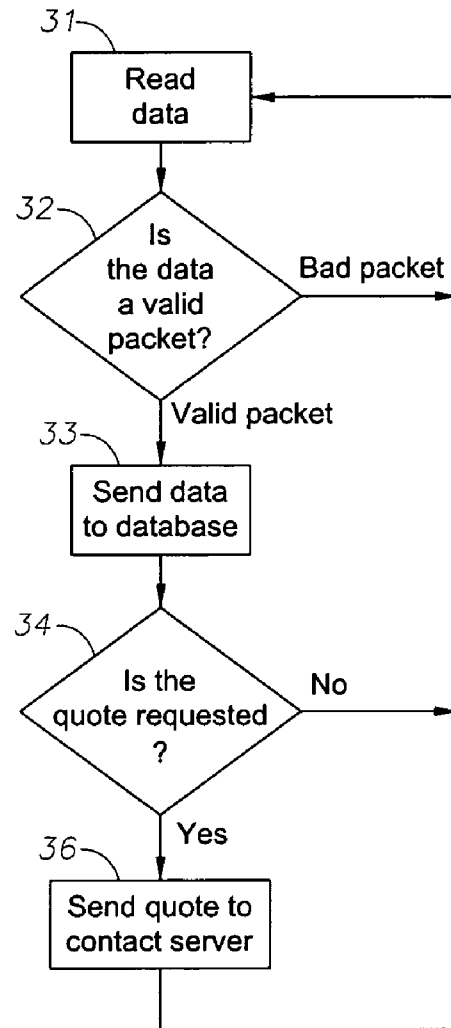 31
Read
data
32
Is
the data
a valid
packet?
Bad packet
Valid packet
33
Send data
to database
34
Is the
quote requested
?
No
Yes
36
Send quote to
contact server